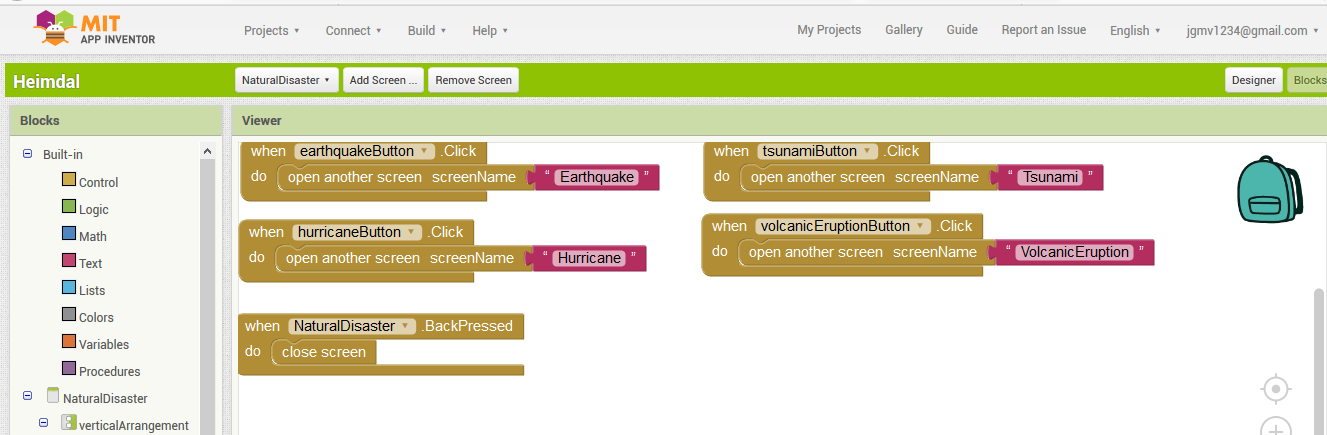 MIT
APP INVENTOR
Projects Connect Build Help My Projects Gallery Guide Report an Issue English jgmv1234@gmail.com
Heimdal NaturalDisaster Add Screen ... Remove Screen Designer Blocks
Blocks
Viewer
Built-in
Control
Logic
Math
Text
Lists
Colors
Variables
Procedures
NaturalDisaster
verticalArrangement
when earthquakeButton .Click
do open another screen screenName “ Earthquake ”
when tsunamiButton .Click
do open another screen screenName “ Tsunami ”
when hurricaneButton .Click
do open another screen screenName “ Hurricane ”
when volcanicEruptionButton .Click
do open another screen screenName “ VolcanicEruption ”
when NaturalDisaster .BackPressed
do close screen